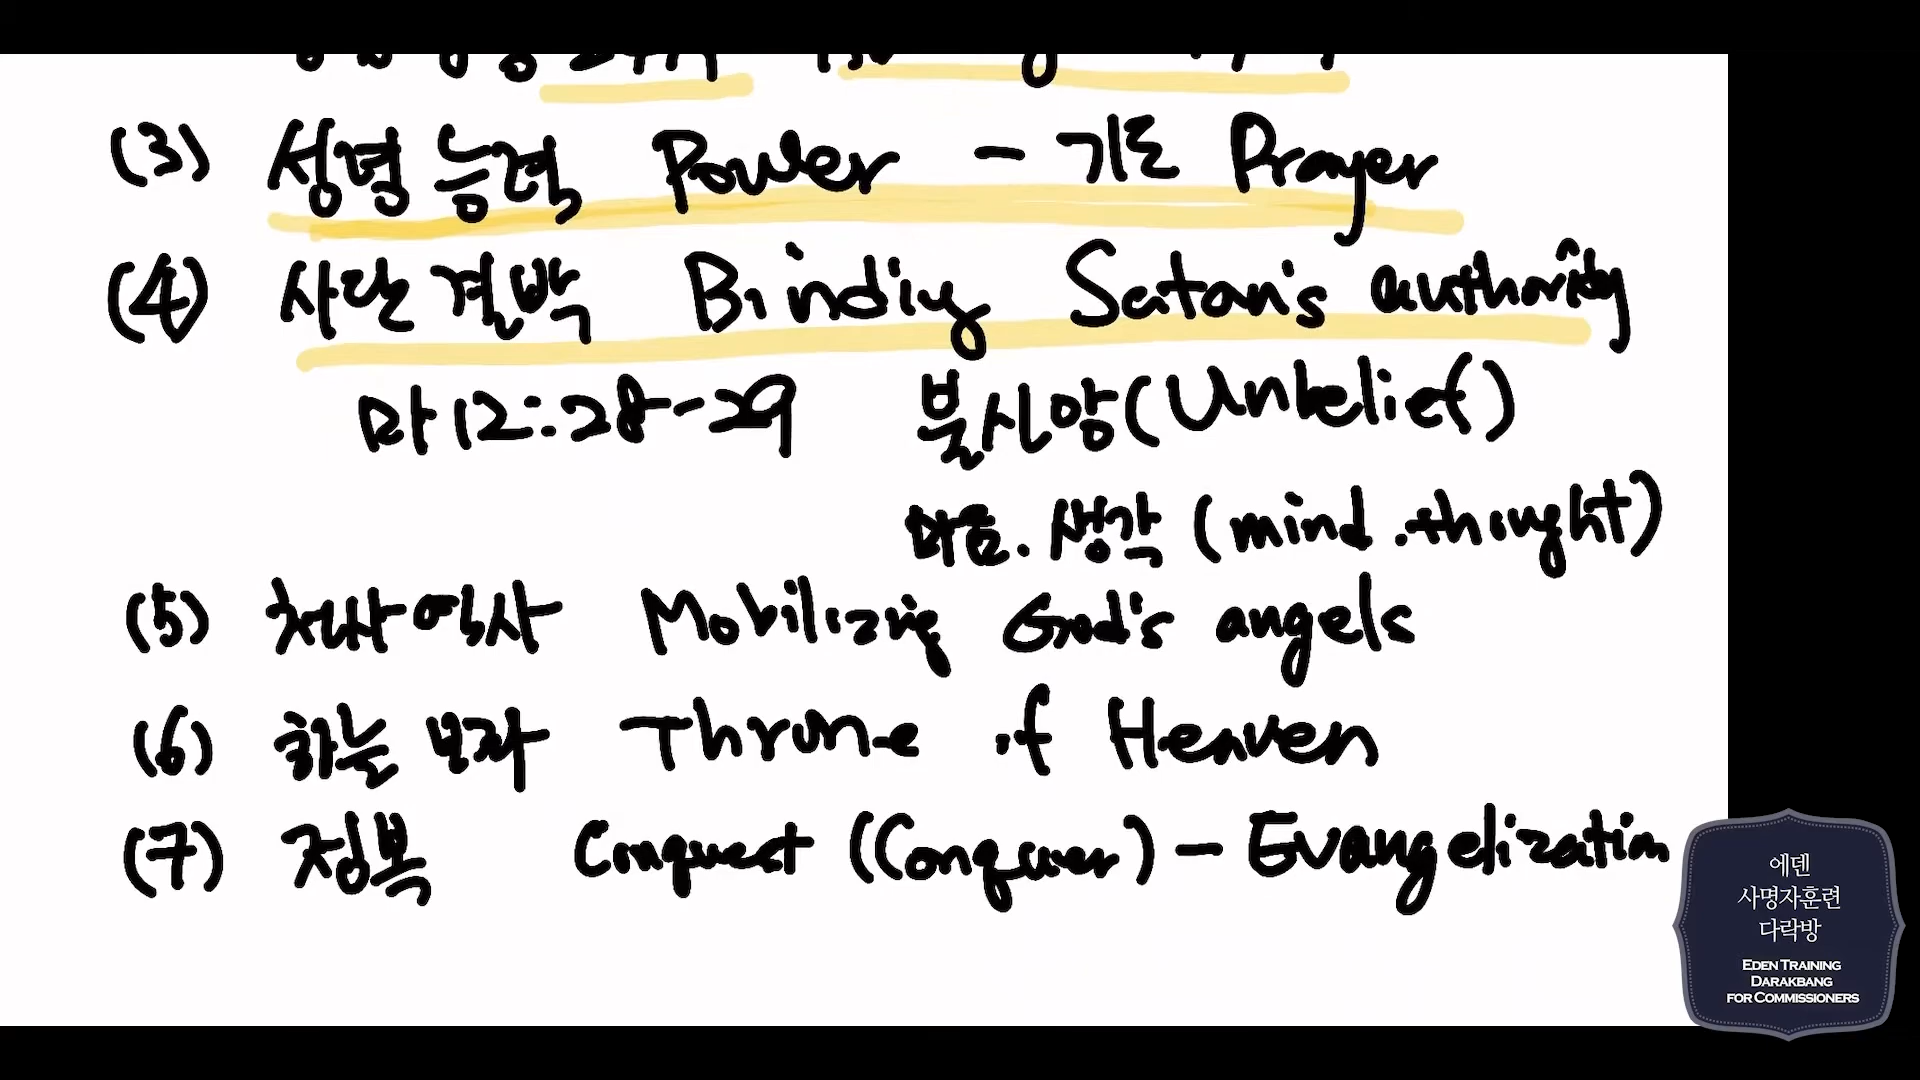 (3) 성령 능력 Power - 기도 Prayer
(4) 사단 결박 Binding Satan's authority
마 12:28-29 불신앙 (Unbelief)
마음. 생각 (mind. thought)
(5) 천사 역사 Mobilizing God's angels
(6) 하늘 보좌 Throne of Heaven
(7) 정복 Conquest (Conquer) - Evangelization
에덴
사명자훈련
다락방
EDEN TRAINING
DARAKBANG
FOR COMMISSIONERS